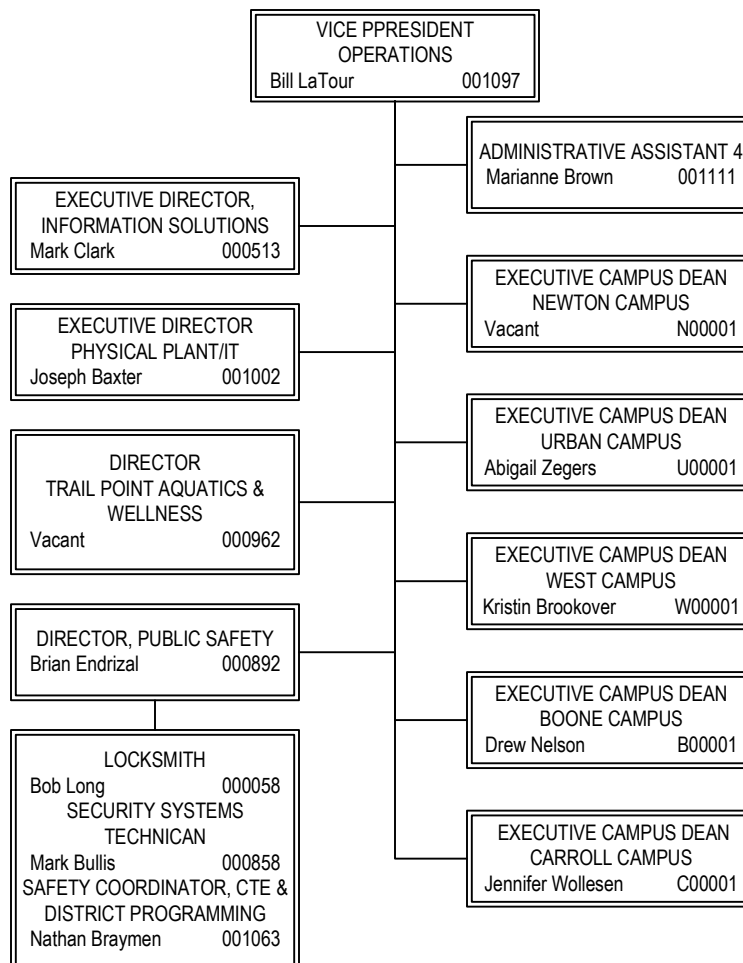 VICE PPRESIDENT
OPERATIONS
Bill LaTour 001097
ADMINISTRATIVE ASSISTANT 4
Marianne Brown 001111
EXECUTIVE DIRECTOR,
INFORMATION SOLUTIONS
Mark Clark 000513
EXECUTIVE CAMPUS DEAN
NEWTON CAMPUS
Vacant N00001
EXECUTIVE DIRECTOR
PHYSICAL PLANT/IT
Joseph Baxter 001002
EXECUTIVE CAMPUS DEAN
URBAN CAMPUS
Abigail Zegers U00001
DIRECTOR
TRAIL POINT AQUATICS &
WELLNESS
Vacant 000962
EXECUTIVE CAMPUS DEAN
WEST CAMPUS
Kristin Brookover W00001
DIRECTOR, PUBLIC SAFETY
Brian Endrizal 000892
EXECUTIVE CAMPUS DEAN
BOONE CAMPUS
Drew Nelson B00001
LOCKSMITH
Bob Long 000058
SECURITY SYSTEMS
TECHNICAN
Mark Bullis 000858
SAFETY COORDINATOR, CTE &
DISTRICT PROGRAMMING
Nathan Braymen 001063
EXECUTIVE CAMPUS DEAN
CARROLL CAMPUS
Jennifer Wollesen C00001